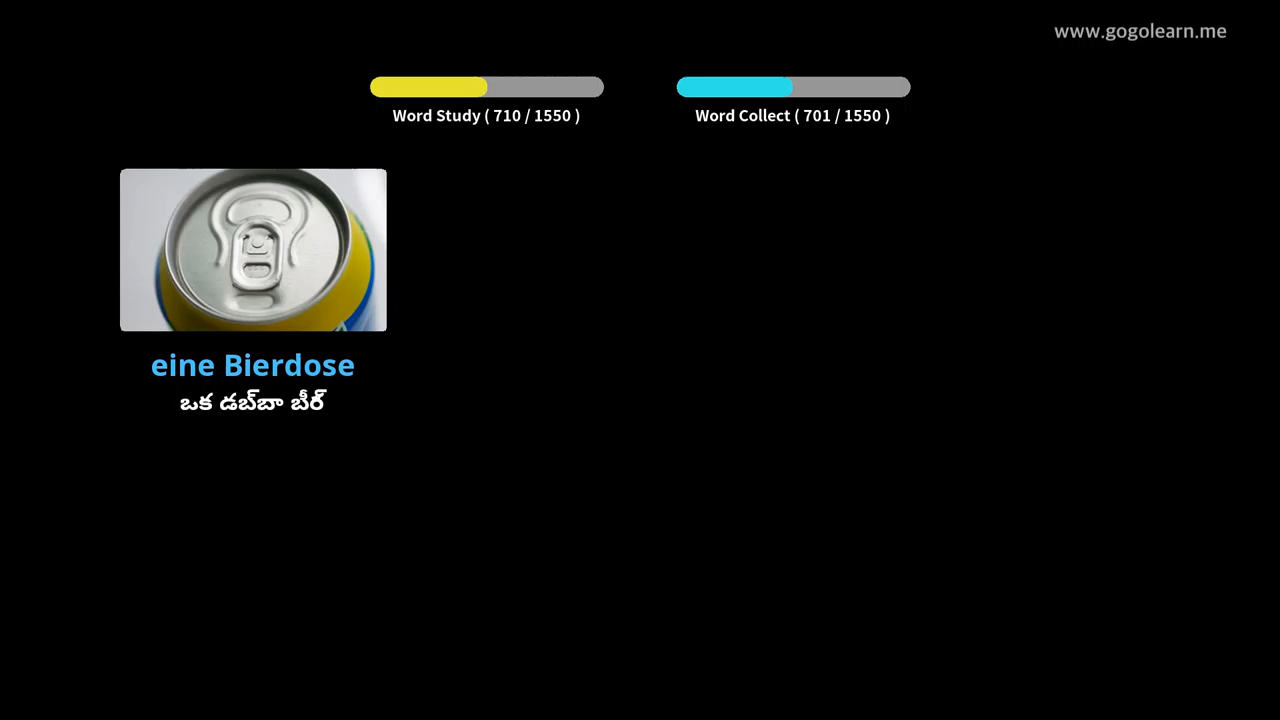 www.gogolearn.me
Word Study ( 710 / 1550 )
Word Collect ( 701 / 1550 )
eine Bierdose
ఒక డబ్‌బా బీర్